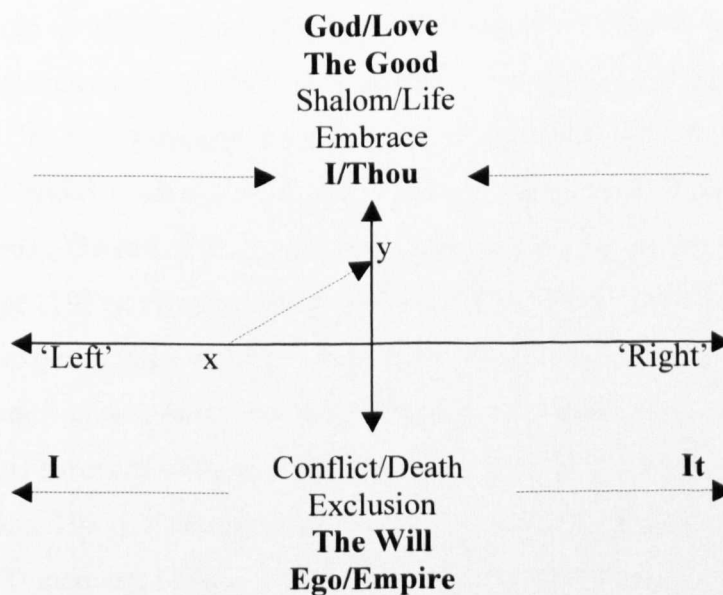 God/Love
The Good
Shalom/Life
Embrace
I/Thou
y
‘Left’ x ‘Right’
I It
Conflict/Death
Exclusion
The Will
Ego/Empire